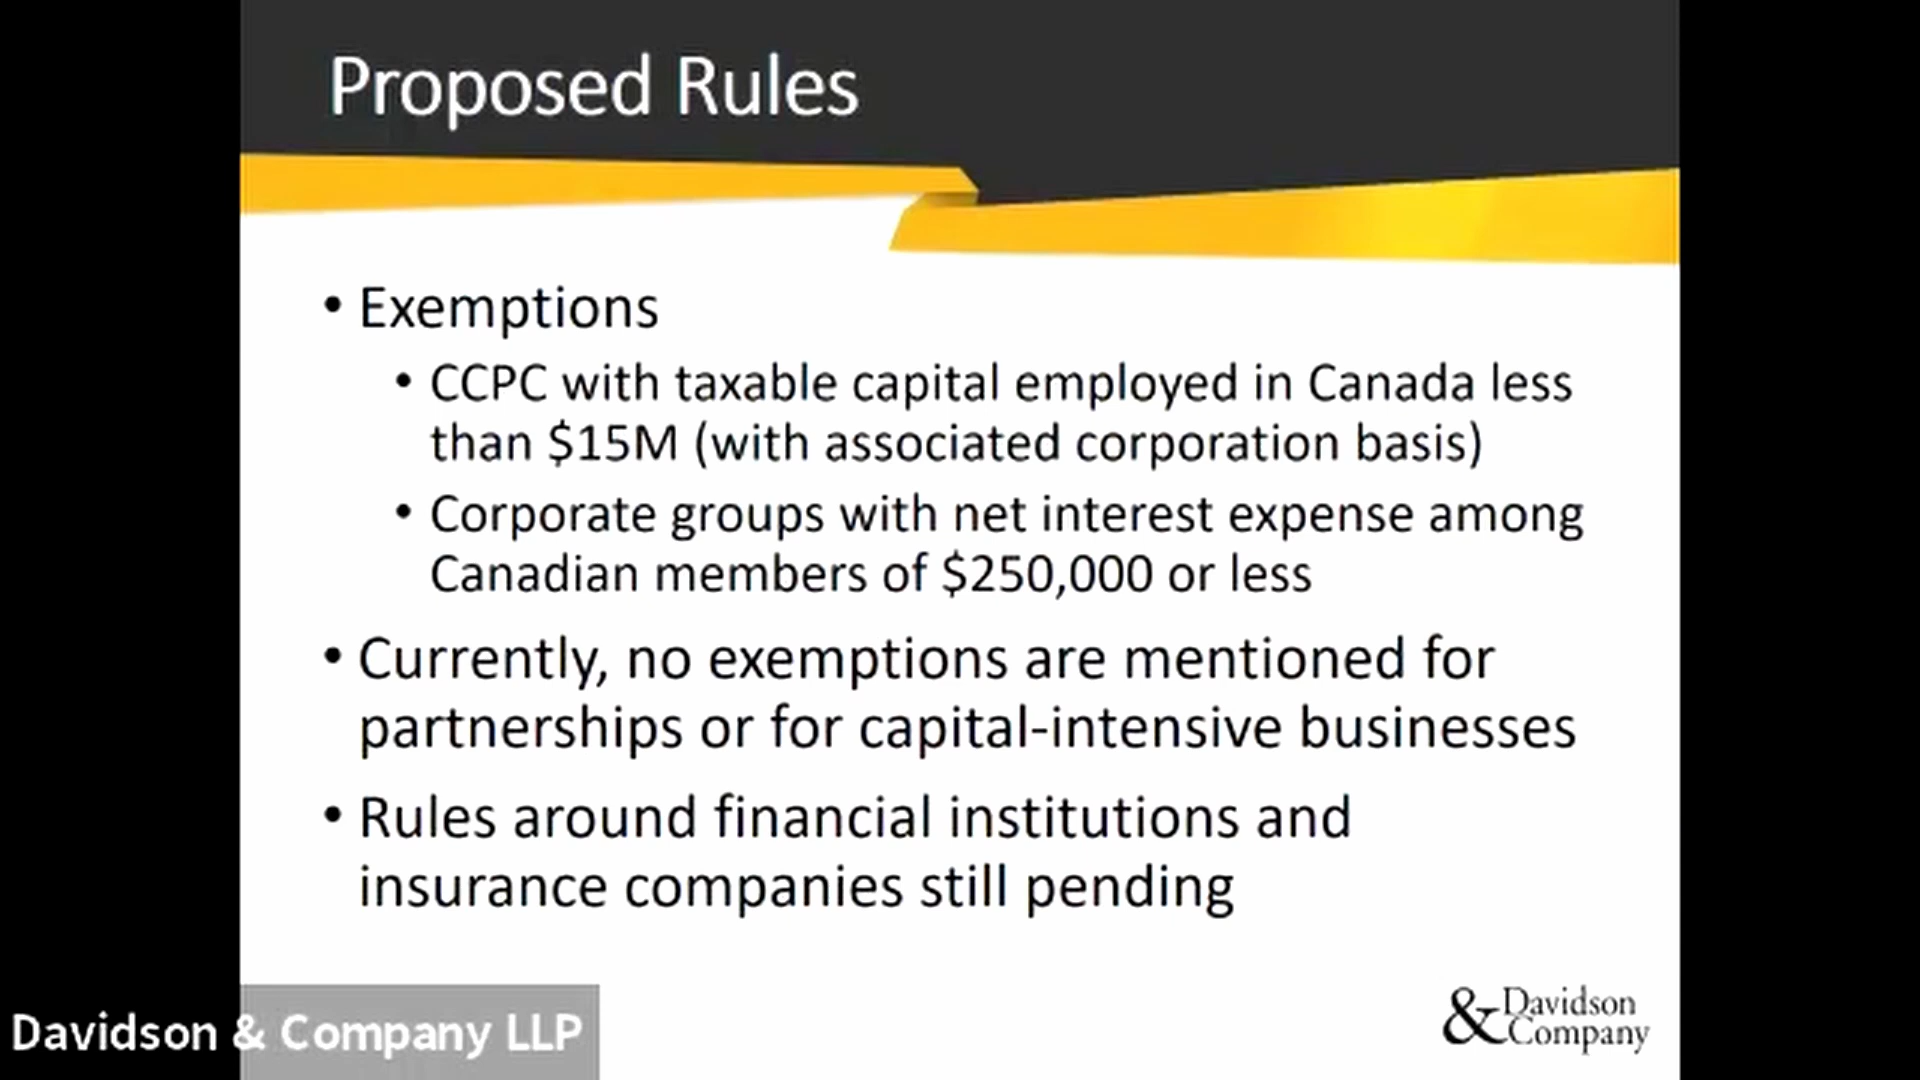 Proposed Rules
• Exemptions
• CCPC with taxable capital employed in Canada less
than $15M (with associated corporation basis)
• Corporate groups with net interest expense among
Canadian members of $250,000 or less
• Currently, no exemptions are mentioned for
partnerships or for capital-intensive businesses
• Rules around financial institutions and
insurance companies still pending
Davidson & Company LLP
& Davidson
Company